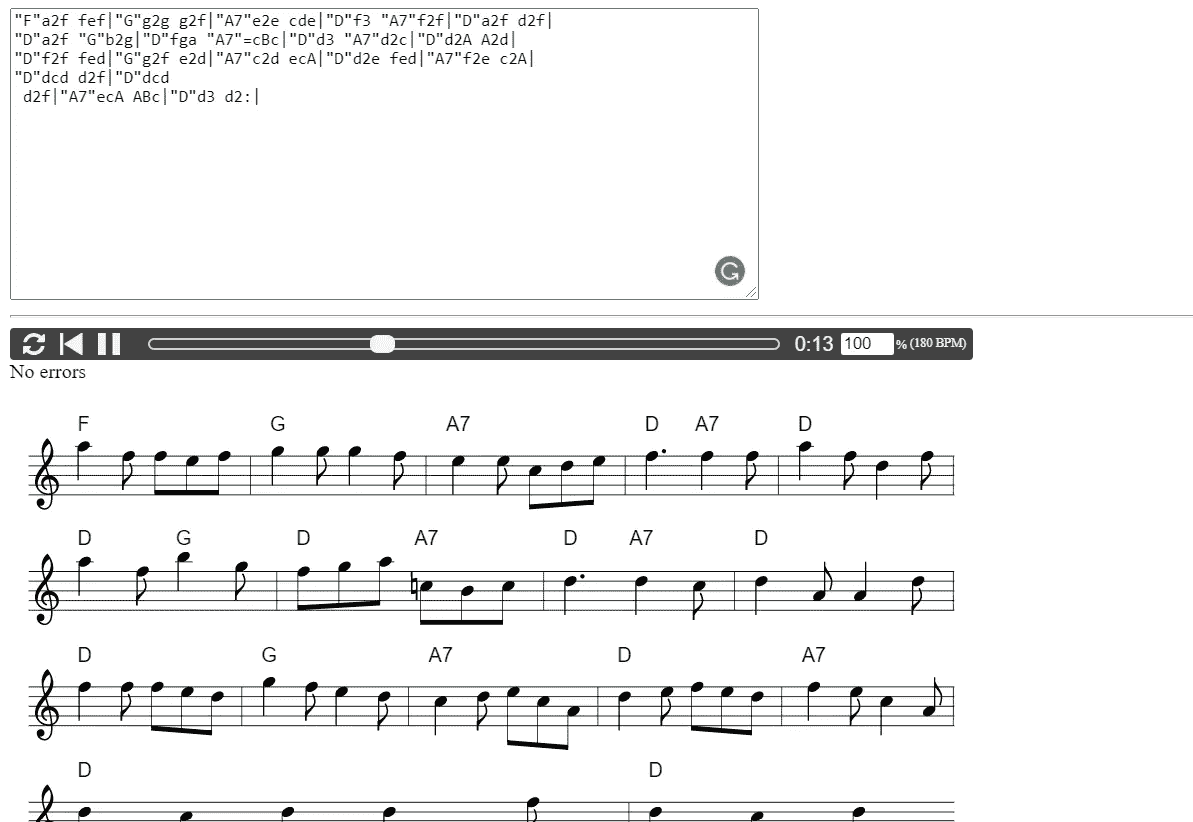 "F"a2f fef|"G"g2g g2f|"A7"e2e cde|"D"f3 "A7"f2f|"D"a2f d2f|
"D"a2f "G"b2g|"D"fga "A7"=cBc|"D"d3 "A7"d2c|"D"d2A A2d|
"D"f2f fed|"G"g2f e2d|"A7"c2d ecA|"D"d2e fed|"A7"f2e c2A|
"D"dcd d2f|"D"dcd
d2f|"A7"ecA ABc|"D"d3 d2:|
0:13 100 % (180 BPM)
No errors
F G A7 D A7 D
D G D A7 D A7 D
D G A7 D A7
D D